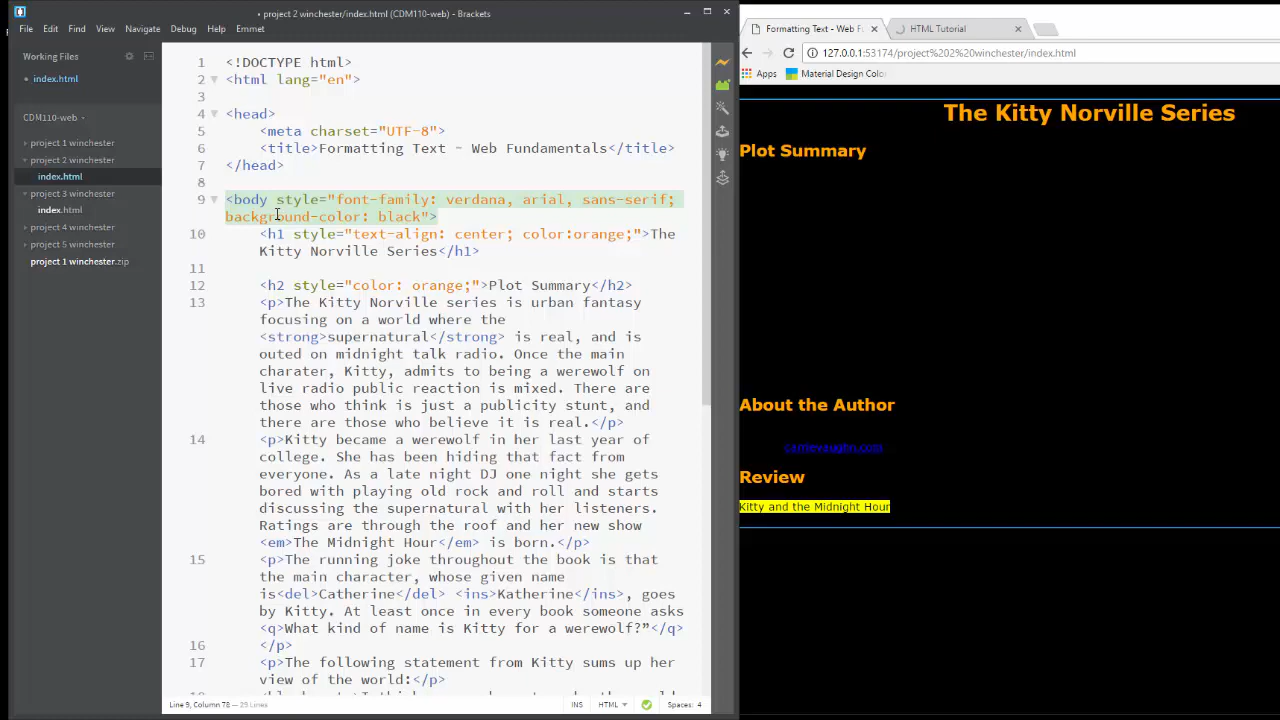 • project 2 winchester/index.html (CDM110-web) - Brackets
File Edit Find View Navigate Debug Help Emmet
Working Files
• index.html
CDM110-web
project 1 winchester
project 2 winchester
index.html
project 3 winchester
index.html
project 4 winchester
project 5 winchester
project 1 winchester.zip
1 <!DOCTYPE html>
2 <html lang="en">
3
4 <head>
5 <meta charset="UTF-8">
6 <title>Formatting Text - Web Fundamentals</title>
7 </head>
8
9 <body style="font-family: verdana, arial, sans-serif;
background-color: black">
10 <h1 style="text-align: center; color:orange;">The
Kitty Norville Series</h1>
11
12 <h2 style="color: orange;">Plot Summary</h2>
13 <p>The Kitty Norville series is urban fantasy
focusing on a world where the
<strong>supernatural</strong> is real, and is
outed on midnight talk radio. Once the main
charater, Kitty, admits to being a werewolf on
live radio public reaction is mixed. There are
those who think is just a publicity stunt, and
there are those who believe it is real.</p>
14 <p>Kitty became a werewolf in her last year of
college. She has been hiding that fact from
everyone. As a late night DJ one night she gets
bored with playing old rock and roll and starts
discussing the supernatural with her listeners.
Ratings are through the roof and her new show
<em>The Midnight Hour</em> is born.</p>
15 <p>The running joke throughout the book is that
the main character, whose given name
is<del>Catherine</del> <ins>Katherine</ins>, goes
by Kitty. At least once in every book someone asks
<q>What kind of name is Kitty for a werewolf?”</q>
16 </p>
17 <p>The following statement from Kitty sums up her
view of the world:</p>
Line 9, Column 78 — 29 Lines
INS HTML Spaces: 4
Formatting Text - Web Fu
HTML Tutorial
127.0.0.1:53174/project%202%20winchester/index.html
Apps Material Design Color
The Kitty Norville Series
Plot Summary
About the Author
carrievaughn.com
Review
Kitty and the Midnight Hour